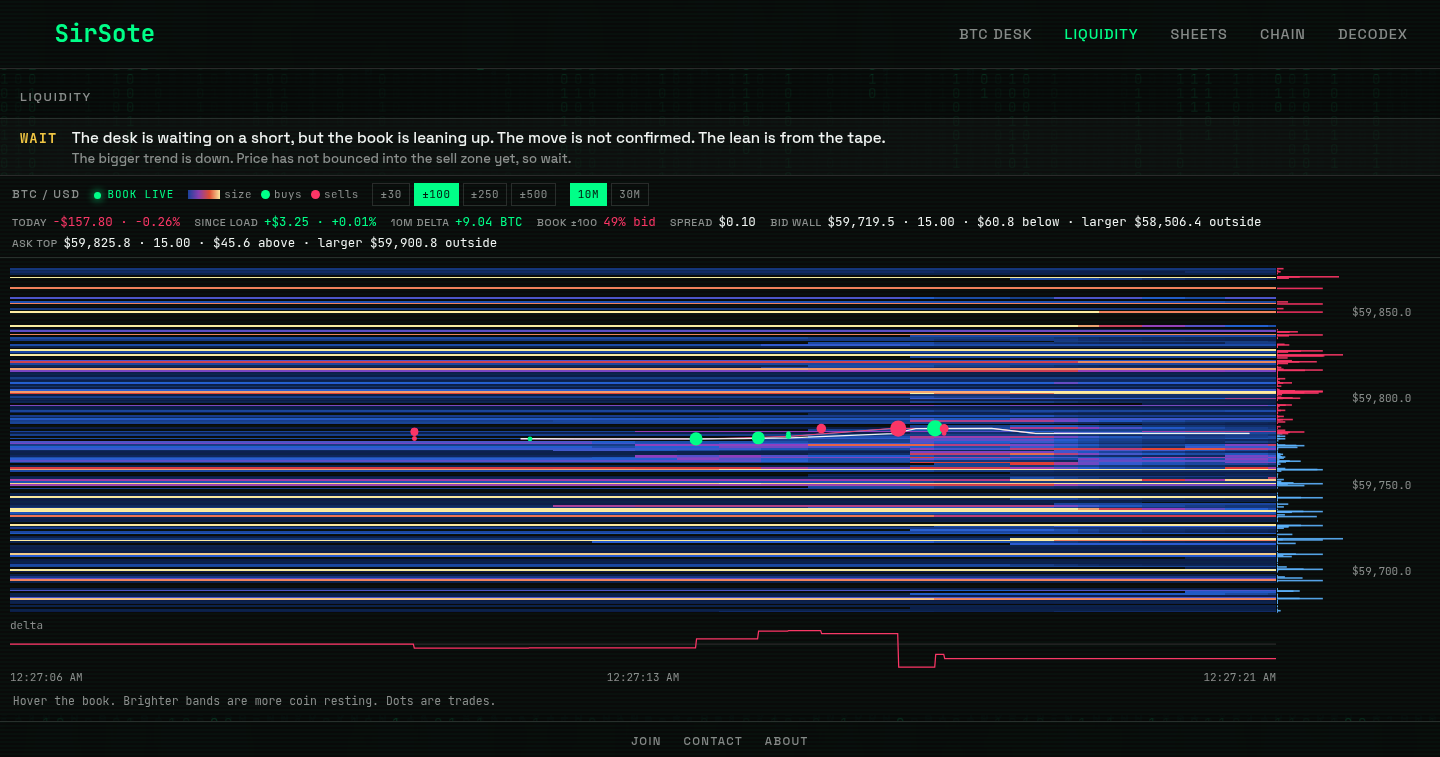 SirSote
BTC DESK LIQUIDITY SHEETS CHAIN DECODEX
LIQUIDITY
WAIT The desk is waiting on a short, but the book is leaning up. The move is not confirmed. The lean is from the tape.
The bigger trend is down. Price has not bounced into the sell zone yet, so wait.
BTC / USD BOOK LIVE size buys sells ±30 ±100 ±250 ±500 10M 30M
TODAY -$157.80 · -0.26% SINCE LOAD +$3.25 · +0.01% 10M DELTA +9.04 BTC BOOK ±100 49% bid SPREAD $0.10 BID WALL $59,719.5 · 15.00 · $60.8 below · larger $58,506.4 outside
ASK TOP $59,825.8 · 15.00 · $45.6 above · larger $59,900.8 outside
$59,850.0
$59,800.0
$59,750.0
$59,700.0
delta
12:27:06 AM 12:27:13 AM 12:27:21 AM
Hover the book. Brighter bands are more coin resting. Dots are trades.
JOIN CONTACT ABOUT